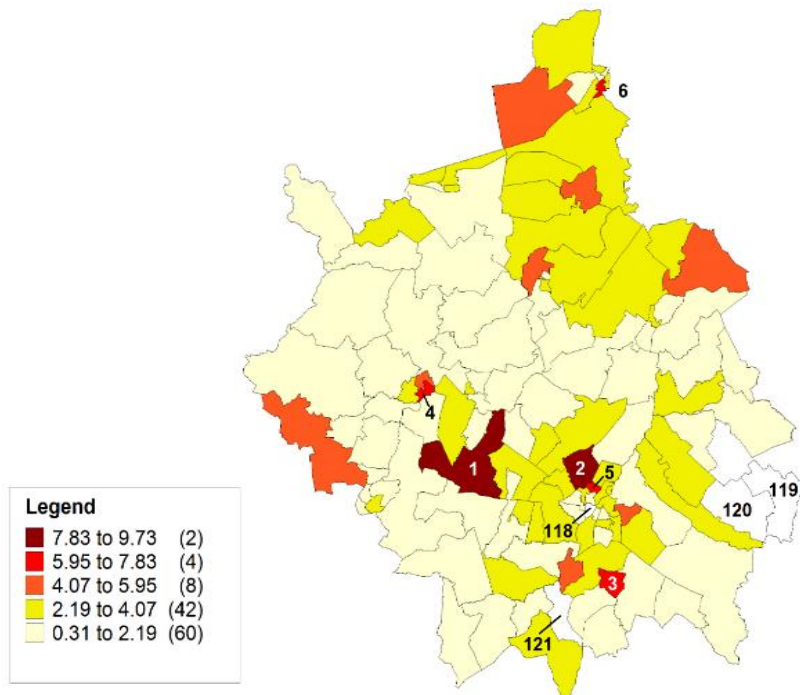 6
4
1
2
5
119
120
118
3
121
Legend
7.83 to 9.73 (2)
5.95 to 7.83 (4)
4.07 to 5.95 (8)
2.19 to 4.07 (42)
0.31 to 2.19 (60)